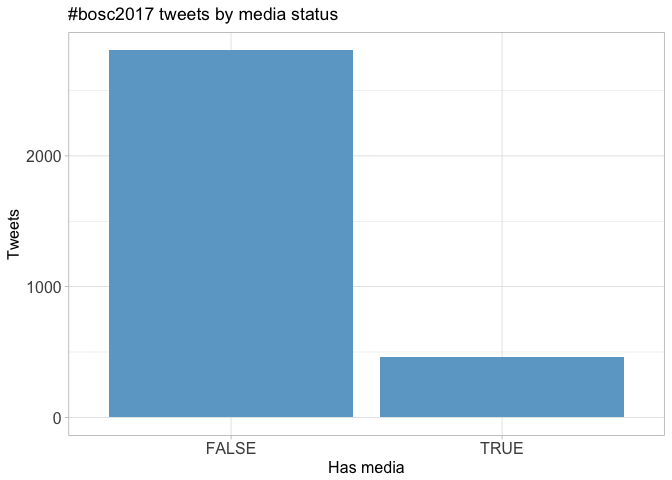 #bosc2017 tweets by media status
Tweets
2000
1000
0
FALSE
TRUE
Has media